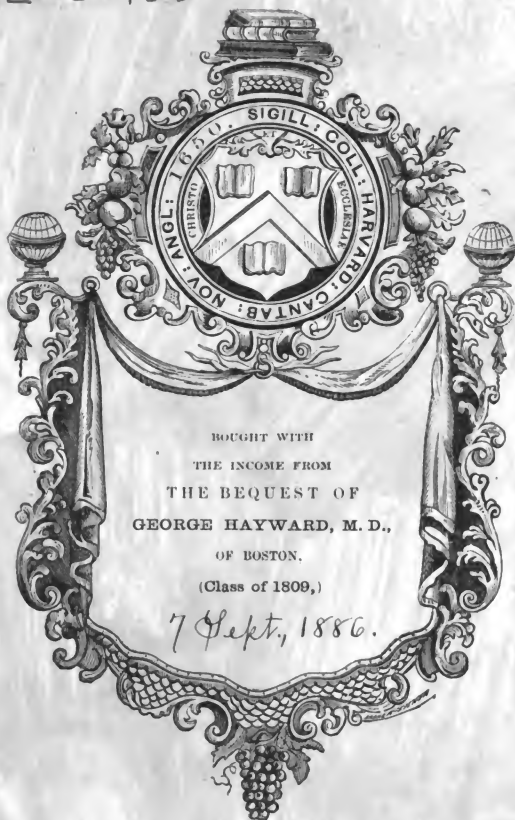 SIGILL: COLL: HARVARD: CANTAB: NOV: ANGL: 1650.
ET
CHRISTO
ECCLESIAE
BOUGHT WITH
THE INCOME FROM
THE BEQUEST OF
GEORGE HAYWARD, M. D.,
OF BOSTON,
(Class of 1809,)
7 Sept., 1886.